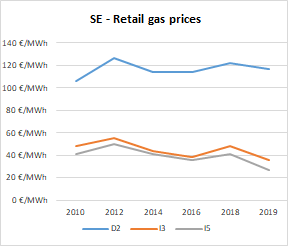 SE - Retail gas prices
140 €/MWh
120 €/MWh
100 €/MWh
80 €/MWh
60 €/MWh
40 €/MWh
20 €/MWh
0 €/MWh
2010 2012 2014 2016 2018 2019
D2 I3 I5